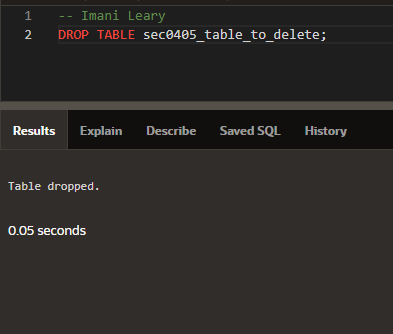 1 -- Imani Leary
2 DROP TABLE sec0405_table_to_delete;
Results Explain Describe Saved SQL History
Table dropped.
0.05 seconds